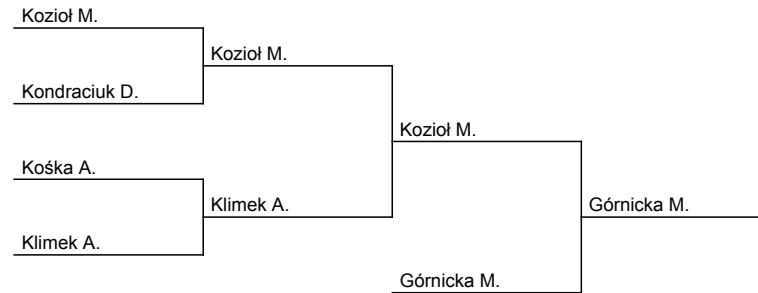 Kozioł M.
Kozioł M.
Kondraciuk D.
Kozioł M.
Kośka A.
Klimek A.
Górnicka M.
Klimek A.
Górnicka M.